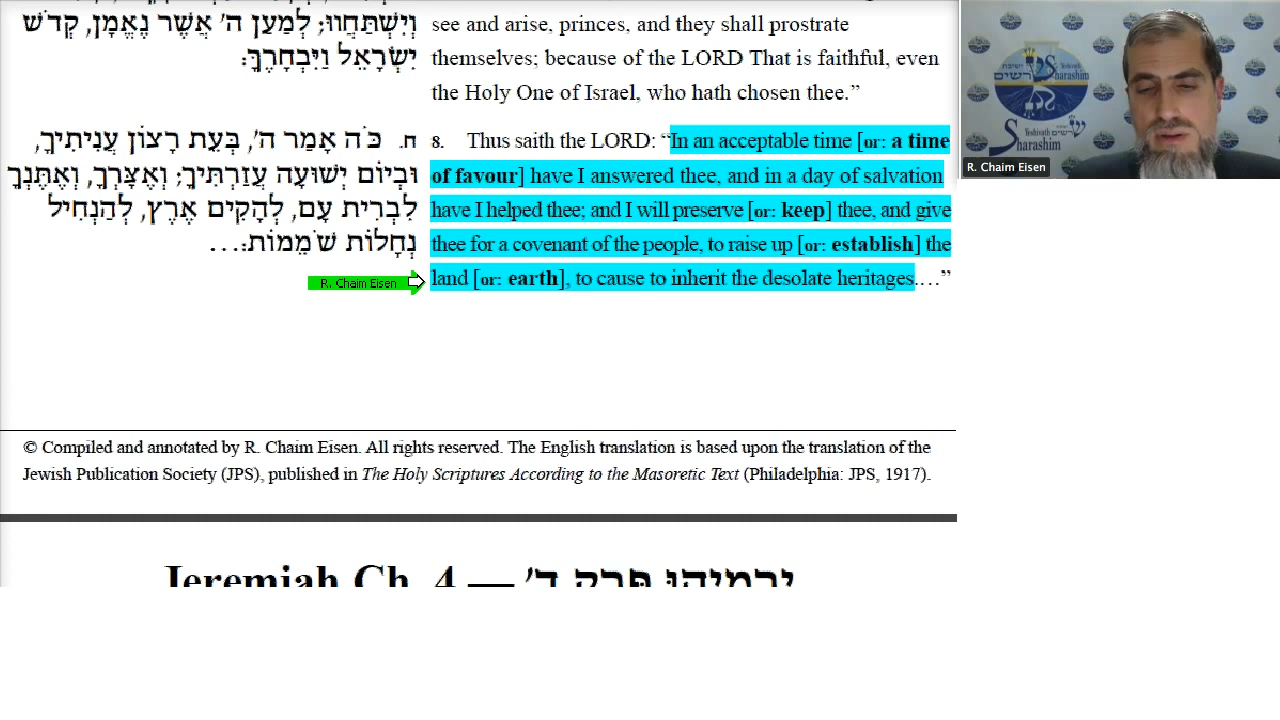 וְיִשְׁתַּחֲווּ; לְמַעַן ה' אֲשֶׁר נֶאֱמָן, קְדֹשׁ
יִשְׂרָאֵל וַיִּבְחָרֶךָּ:
see and arise, princes, and they shall prostrate
themselves; because of the LORD That is faithful, even
the Holy One of Israel, who hath chosen thee.”
ח. כֹּה אָמַר ה', בְּעֵת רָצוֹן עֲנִיתִיךָ,
וּבְיוֹם יְשׁוּעָה עֲזַרְתִּיךָ; וְאֶצָּרְךָ, וְאֶתֶּנְךָ
לִבְרִית עָם, לְהָקִים אֶרֶץ, לְהַנְחִיל
נְחָלוֹת שֹׁמֵמוֹת:…
8. Thus saith the LORD: “In an acceptable time [or: a time
of favour] have I answered thee, and in a day of salvation
have I helped thee; and I will preserve [or: keep] thee, and give
thee for a covenant of the people, to raise up [or: establish] the
land [or: earth], to cause to inherit the desolate heritages.…”
R. Chaim Eisen
© Compiled and annotated by R. Chaim Eisen. All rights reserved. The English translation is based upon the translation of the
Jewish Publication Society (JPS), published in The Holy Scriptures According to the Masoretic Text (Philadelphia: JPS, 1917).
Jeremiah Ch. 4 — יִרְמִיָהוּ פֶּרֶק ד'
ישיבת
שרשים
Yeshivath
Sharashim
Yeshivath
Sharashim
R. Chaim Eisen